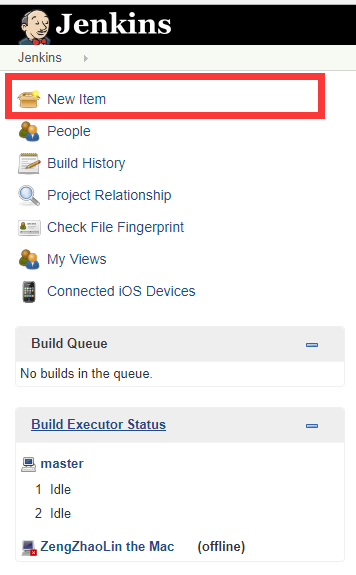 Jenkins
Jenkins
New Item
People
Build History
Project Relationship
Check File Fingerprint
My Views
Connected iOS Devices
Build Queue
No builds in the queue.
Build Executor Status
master
1 Idle
2 Idle
ZengZhaoLin the Mac (offline)